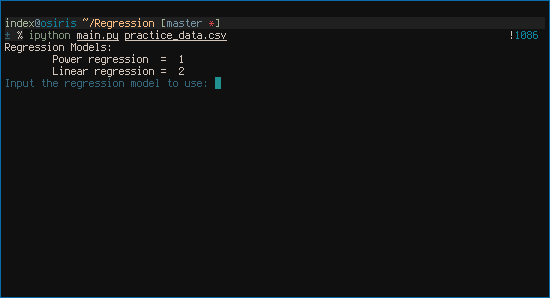 index@osiris ~/Regression [master *]
± % ipython main.py practice_data.csv !1086
Regression Models:
Power regression = 1
Linear regression = 2
Input the regression model to use: